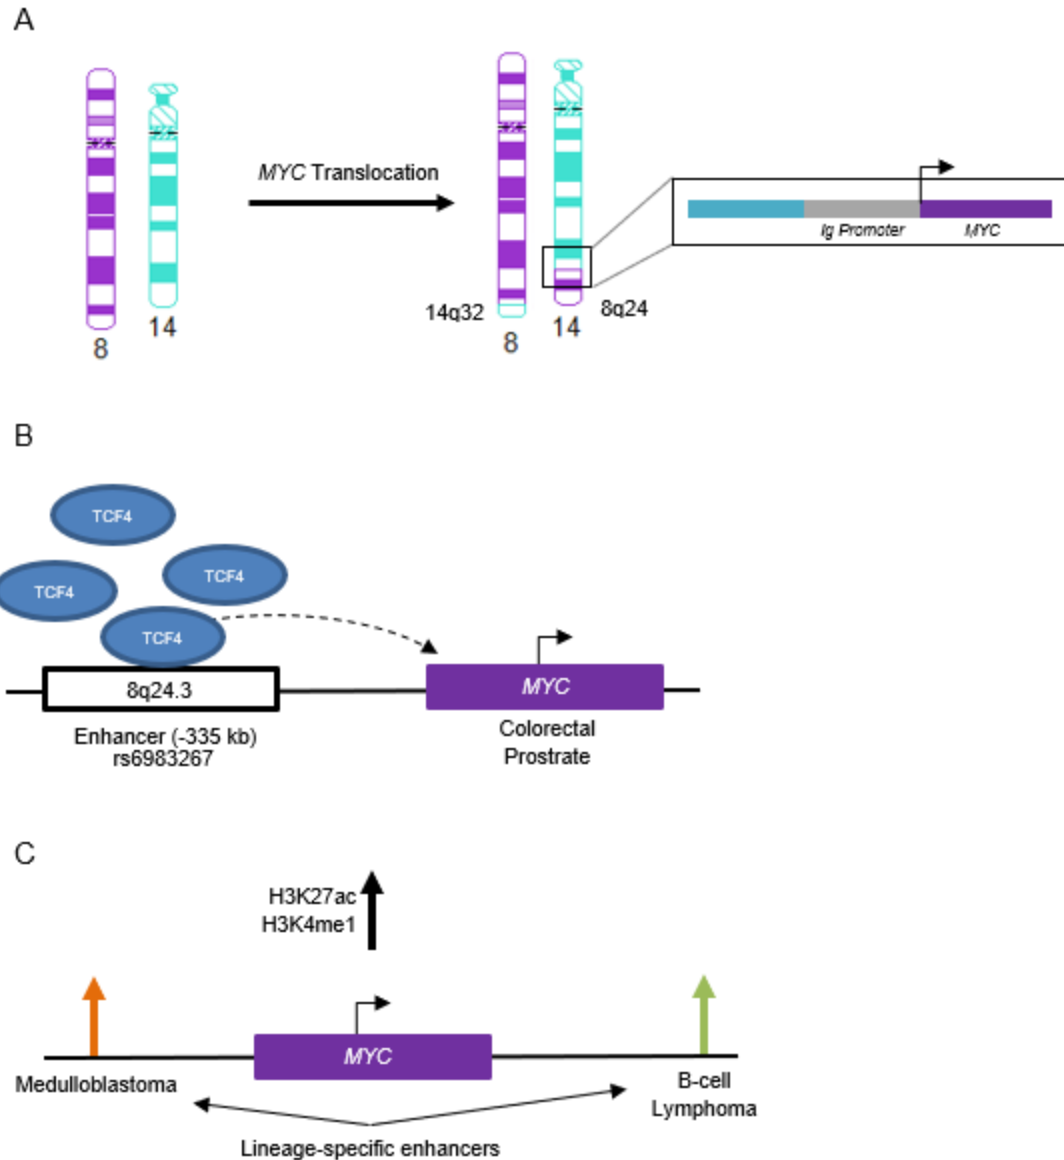 A
MYC Translocation
Ig Promoter
MYC
14q32
8q24
8
14
8
14
B
TCF4
TCF4
TCF4
TCF4
8q24.3
MYC
Enhancer (-335 kb)
rs6983267
Colorectal
Prostrate
C
H3K27ac
H3K4me1
MYC
Medulloblastoma
B-cell
Lymphoma
Lineage-specific enhancers